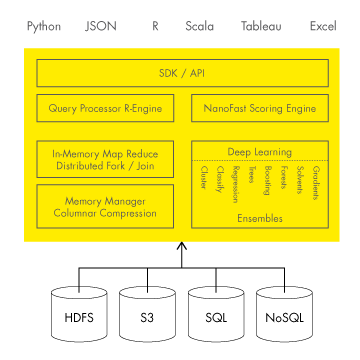 Python JSON R Scala Tableau Excel
SDK / API
Query Processor R-Engine
NanoFast Scoring Engine
In-Memory Map Reduce
Distributed Fork / Join
Deep Learning
Cluster
Classify
Regression
Trees
Boosting
Forests
Solvents
Gradients
Ensembles
Memory Manager
Columnar Compression
HDFS
S3
SQL
NoSQL